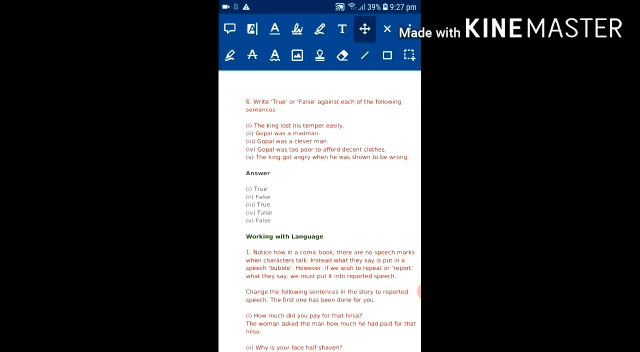 39% 9:27 pm
Made with KINEMASTER
6. Write 'True' or 'False' against each of the following
sentences.
(i) The king lost his temper easily.
(ii) Gopal was a madman.
(iii) Gopal was a clever man.
(iv) Gopal was too poor to afford decent clothes.
(v) The king got angry when he was shown to be wrong.
Answer
(i) True
(ii) False
(iii) True
(iv) False
(v) False
Working with Language
1. Notice how in a comic book, there are no speech marks
when characters talk. Instead what they say is put in a
speech 'bubble'. However if we wish to repeat or 'report'
what they say, we must put it into reported speech.
Change the following sentences in the story to reported
speech. The first one has been done for you.
(i) How much did you pay for that hilsa?
The woman asked the man how much he had paid for that
hilsa.
(ii) Why is your face half-shaven?